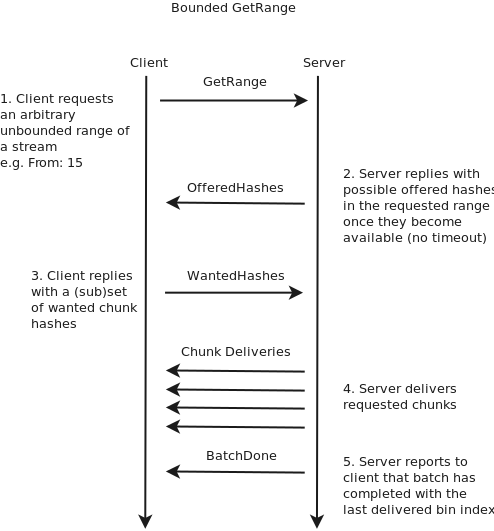 Bounded GetRange
Client
Server
GetRange
1. Client requests
an arbitrary
unbounded range of
a stream
e.g. From: 15
OfferedHashes
2. Server replies with
possible offered hashes
in the requested range
once they become
available (no timeout)
3. Client replies
with a (sub)set
of wanted chunk
hashes
WantedHashes
Chunk Deliveries
4. Server delivers
requested chunks
BatchDone
5. Server reports to
client that batch has
completed with the
last delivered bin index